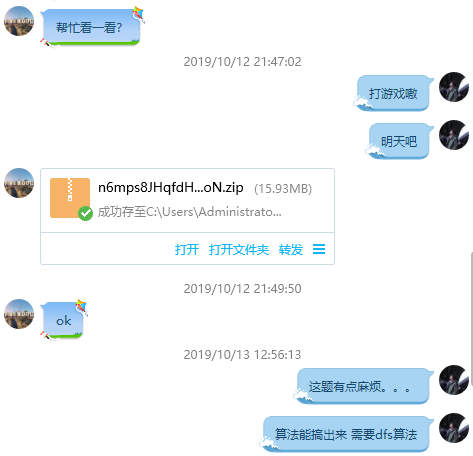 帮忙看一看？
2019/10/12 21:47:02
打游戏嗷
明天吧
n6mps8JHqfdH...oN.zip (15.93MB)
成功存至C:\Users\Administrato...
打开 打开文件夹 转发
2019/10/12 21:49:50
ok
2019/10/13 12:56:13
这题有点麻烦。。。
算法能搞出来 需要dfs算法